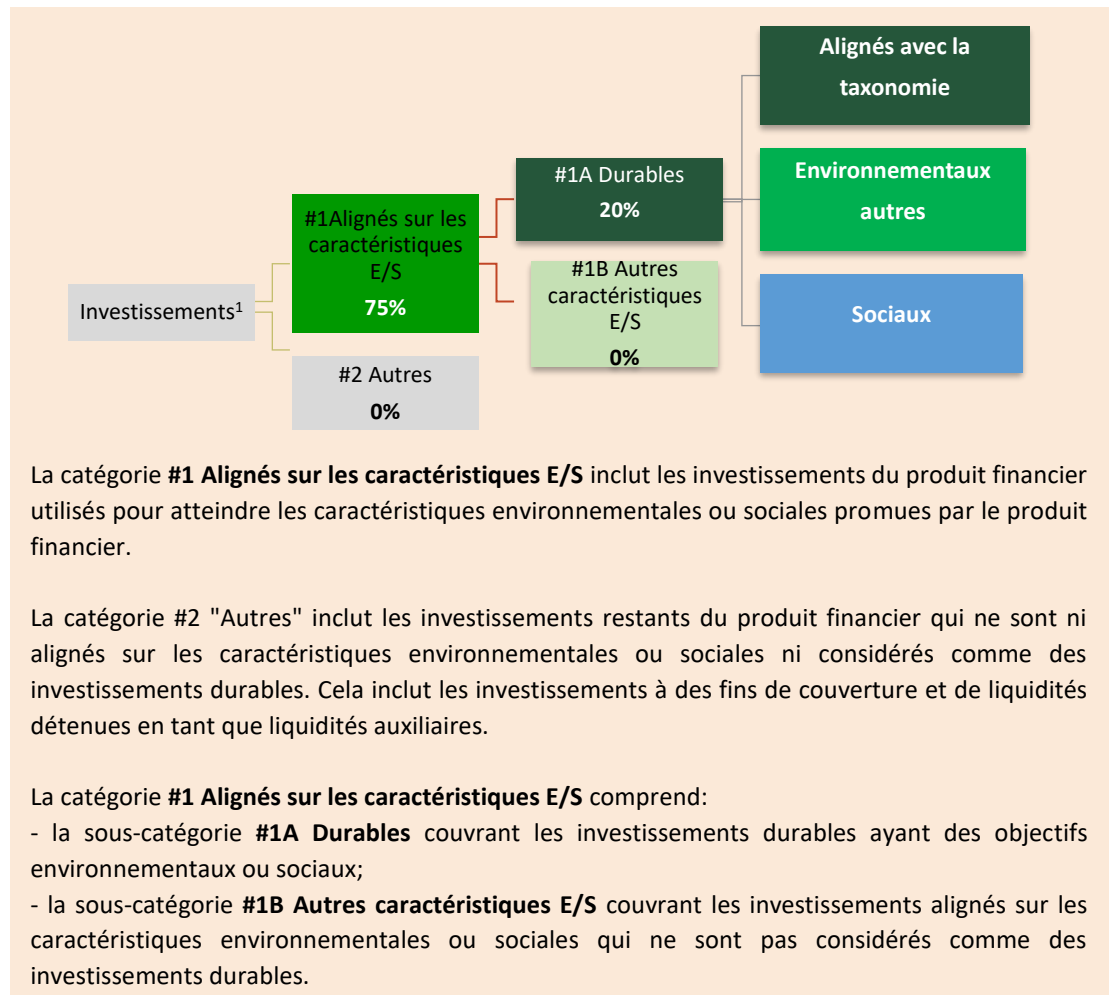 Alignés avec la
taxonomie
#1A Durables
20%
Environnementaux
autres
#1Alignés sur les
caractéristiques
E/S
75%
#1B Autres
caractéristiques
E/S
0%
Investissements¹
Sociaux
#2 Autres
0%
La catégorie #1 Alignés sur les caractéristiques E/S inclut les investissements du produit financier
utilisés pour atteindre les caractéristiques environnementales ou sociales promues par le produit
financier.
La catégorie #2 "Autres" inclut les investissements restants du produit financier qui ne sont ni
alignés sur les caractéristiques environnementales ou sociales ni considérés comme des
investissements durables. Cela inclut les investissements à des fins de couverture et de liquidités
détenues en tant que liquidités auxiliaires.
La catégorie #1 Alignés sur les caractéristiques E/S comprend:
- la sous-catégorie #1A Durables couvrant les investissements durables ayant des objectifs
environnementaux ou sociaux;
- la sous-catégorie #1B Autres caractéristiques E/S couvrant les investissements alignés sur les
caractéristiques environnementales ou sociales qui ne sont pas considérés comme des
investissements durables.